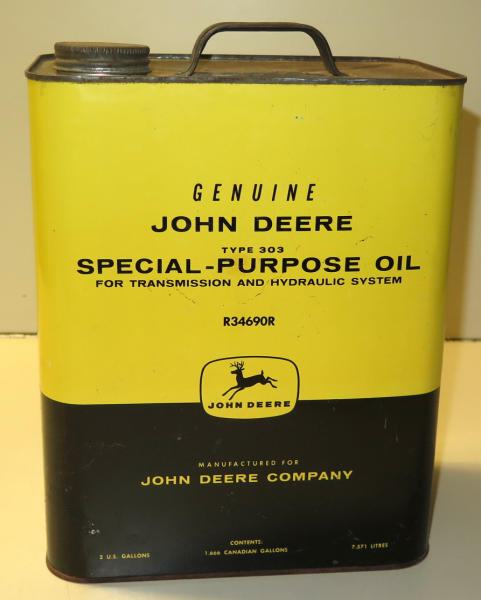 GENUINE
JOHN DEERE
TYPE 303
SPECIAL-PURPOSE OIL
FOR TRANSMISSION AND HYDRAULIC SYSTEM
R34690R
JOHN DEERE
MANUFACTURED FOR
JOHN DEERE COMPANY
CONTENTS:
2 U.S. GALLONS 1.666 CANADIAN GALLONS 7.571 LITRES